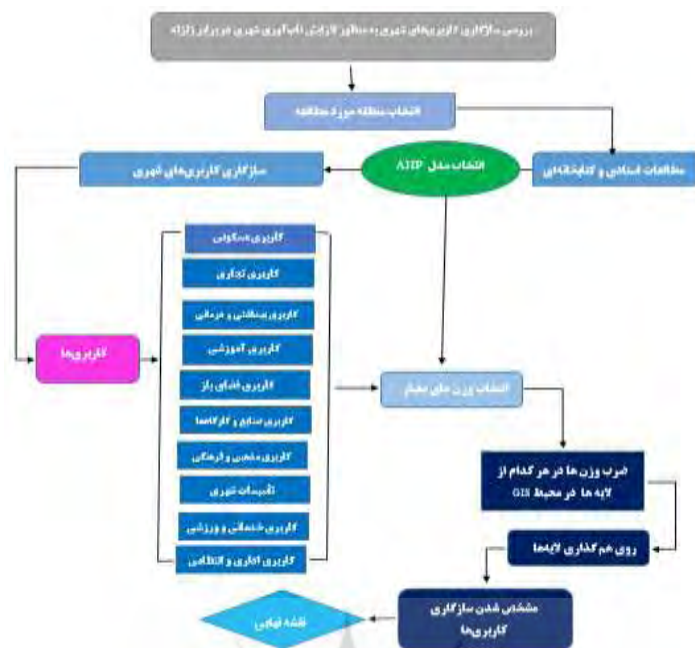 بررسی سازگاری کاربری‌های شهری به منظور افزایش تاب‌آوری شهری در برابر زلزله
انتخاب منطقه مورد مطالعه
مطالعات اسنادی و کتابخانه‌ای
انتخاب مدل AHP
سازگاری کاربری‌های شهری
کاربری‌ها
کاربری مسکونی
کاربری تجاری
کاربری بهداشتی و درمانی
کاربری آموزشی
کاربری فضای باز
کاربری صنایع و کارگاهها
کاربری مذهبی و فرهنگی
تأسیسات شهری
کاربری خدماتی و ورزشی
کاربری اداری و انتظامی
انتخاب وزن های معیار
ضرب وزن ها در هر کدام از
لایه ها در محیط GIS
روی هم گذاری لایه‌ها
مشخص شدن سازگاری
کاربری‌ها
نقشه نهایی